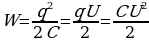 W = q²/2C = qU/2 = CU²/2